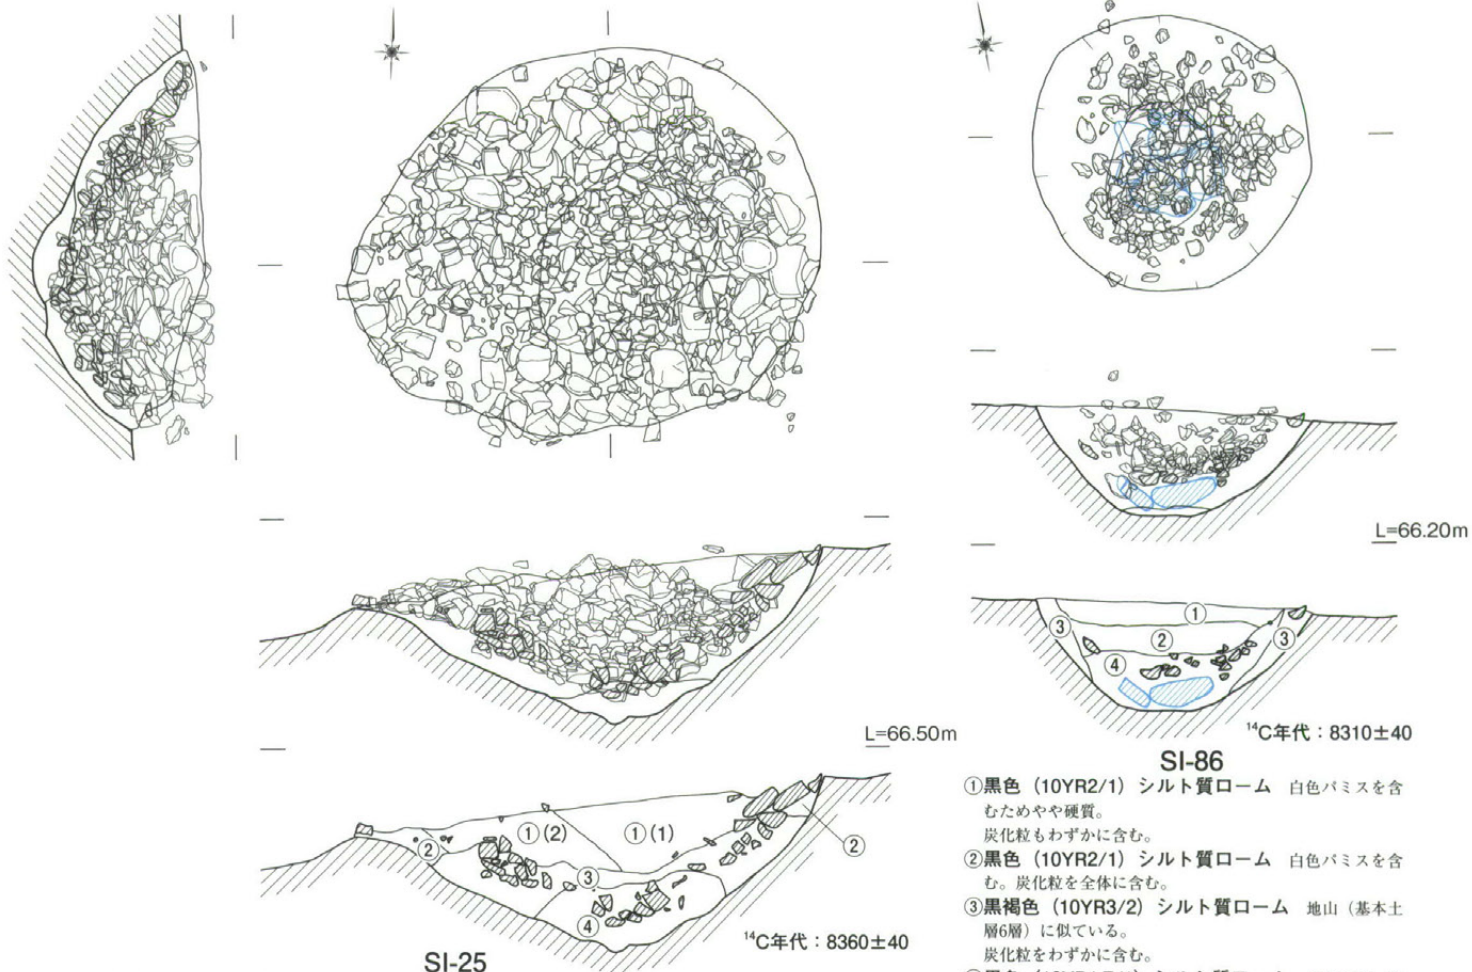 L=66.20m
③
①
②
③
④
¹⁴C年代：8310±40
SI-86
①黒色（10YR2/1）シルト質ローム　白色パミスを含
むためやや硬質。
炭化粒もわずかに含む。
②黒色（10YR2/1）シルト質ローム　白色パミスを含
む。炭化粒を全体に含む。
③黒褐色（10YR3/2）シルト質ローム　地山（基本土
層6層）に似ている。
炭化粒をわずかに含む。
L=66.50m
①(2)
①(1)
②
②
③
④
¹⁴C年代：8360±40
SI-25